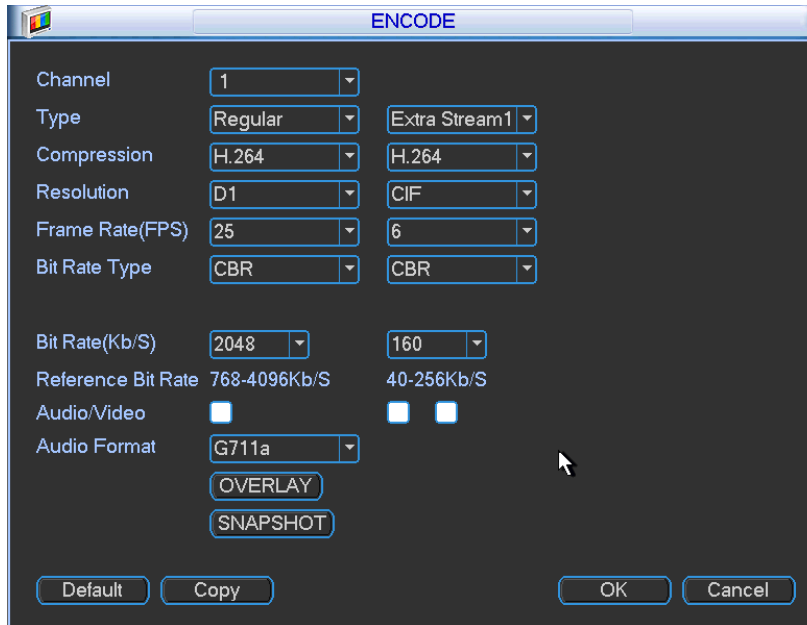 ENCODE
Channel 1
Type Regular Extra Stream1
Compression H.264 H.264
Resolution D1 CIF
Frame Rate(FPS) 25 6
Bit Rate Type CBR CBR
Bit Rate(Kb/S) 2048 160
Reference Bit Rate 768-4096Kb/S 40-256Kb/S
Audio/Video
Audio Format G711a
OVERLAY
SNAPSHOT
Default Copy OK Cancel